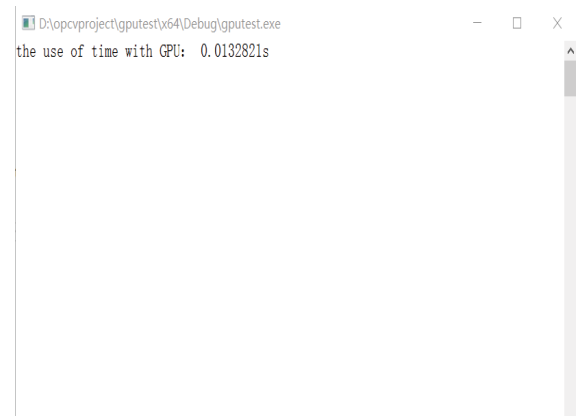 D:\opcvproject\gputest\x64\Debug\gputest.exe
the use of time with GPU: 0.0132821s